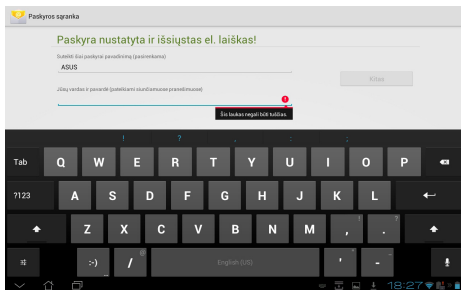 Paskyros sąranka
Paskyra nustatyta ir išsiųstas el. laiškas!
Suteikti šiai paskyrai pavadinimą (pasirenkama)
ASUS
Kitas
Jūsų vardas ir pavardė (pateikiami siunčiamuose pranešimuose)
Šis laukas negali būti tuščias.
! ? , : ;
Tab Q W E R T Y U I O P
?123 A S D F G H J K L
Z X C V B N M , ! . ?
:-) / @ English (US) ' -
18:27